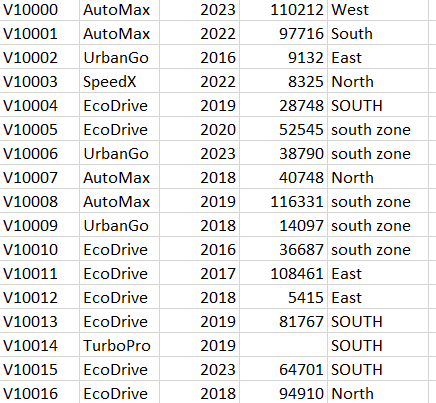 V10000 AutoMax 2023 110212 West
V10001 AutoMax 2022 97716 South
V10002 UrbanGo 2016 9132 East
V10003 SpeedX 2022 8325 North
V10004 EcoDrive 2019 28748 SOUTH
V10005 EcoDrive 2020 52545 south zone
V10006 UrbanGo 2023 38790 south zone
V10007 AutoMax 2018 40748 North
V10008 AutoMax 2019 116331 south zone
V10009 UrbanGo 2018 14097 south zone
V10010 EcoDrive 2016 36687 south zone
V10011 EcoDrive 2017 108461 East
V10012 EcoDrive 2018 5415 East
V10013 EcoDrive 2019 81767 SOUTH
V10014 TurboPro 2019 SOUTH
V10015 EcoDrive 2023 64701 SOUTH
V10016 EcoDrive 2018 94910 North